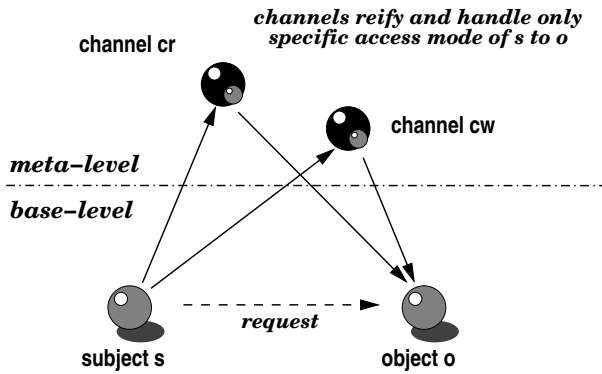 channels reify and handle only
specific access mode of s to o
channel cr
channel cw
meta–level
base–level
request
subject s
object o